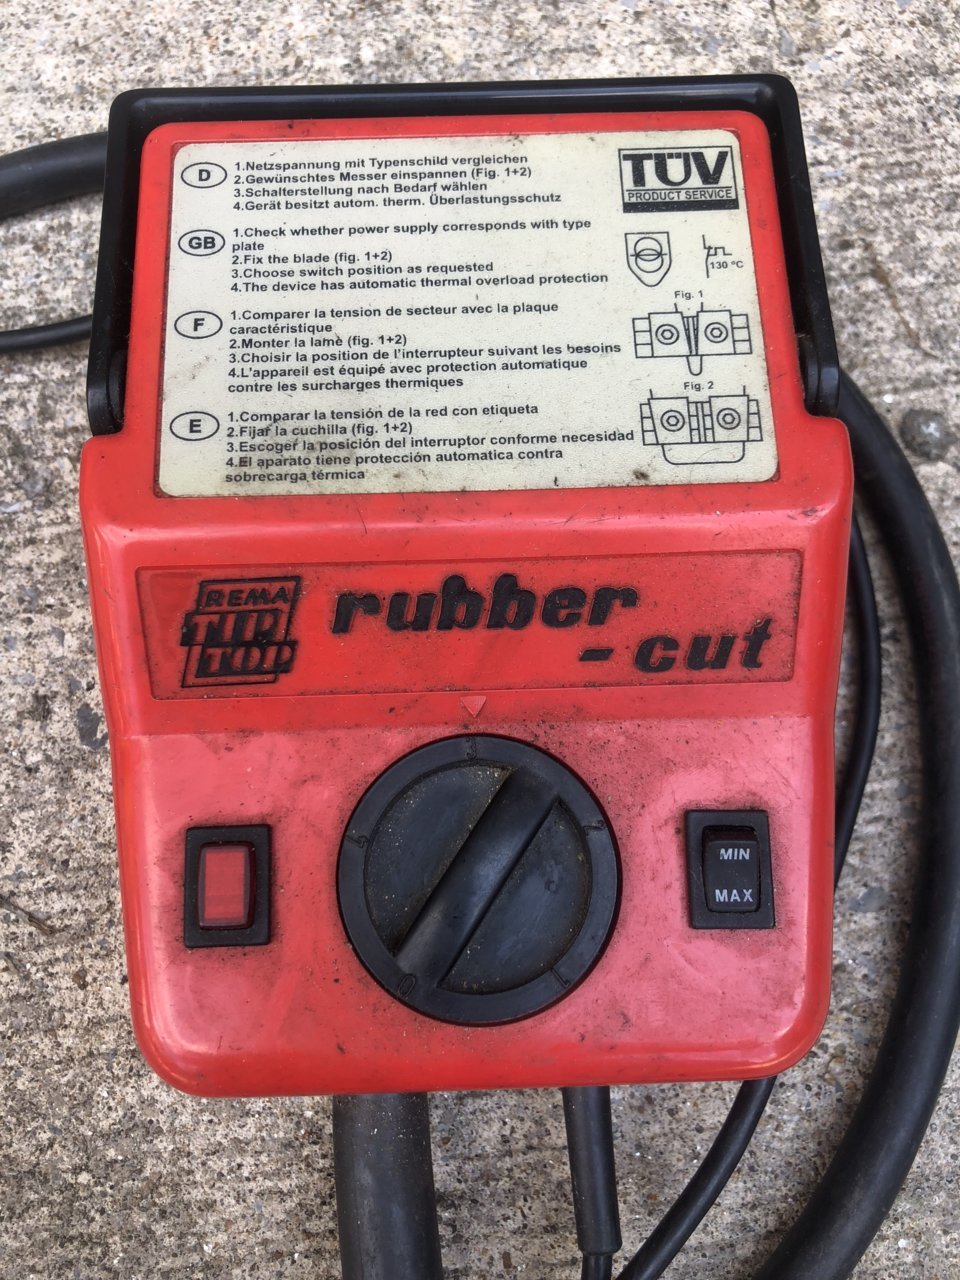 D
1.Netzspannung mit Typenschild vergleichen
2.Gewünschtes Messer einspannen (Fig. 1+2)
3.Schalterstellung nach Bedarf wählen
4.Gerät besitzt autom. therm. Überlastungsschutz
TÜV
PRODUCT SERVICE
GB
1.Check whether power supply corresponds with type
plate
2.Fix the blade (fig. 1+2)
3.Choose switch position as requested
4.The device has automatic thermal overload protection
130 °C
Fig. 1
F
1.Comparer la tension de secteur avec la plaque
caractéristique
2.Monter la lame (fig. 1+2)
3.Choisir la position de l'interrupteur suivant les besoins
4.L'appareil est équipé avec protection automatique
contre les surcharges thermiques
Fig. 2
E
1.Comparar la tensión de la red con etiqueta
2.Fijar la cuchilla (fig. 1+2)
3.Escoger la posición del interruptor conforme necesidad
4.El aparato tiene protección automatica contra
sobrecarga térmica
REMA
TIP
TOP
rubber
-cut
3
4
2
MIN
MAX
0
1